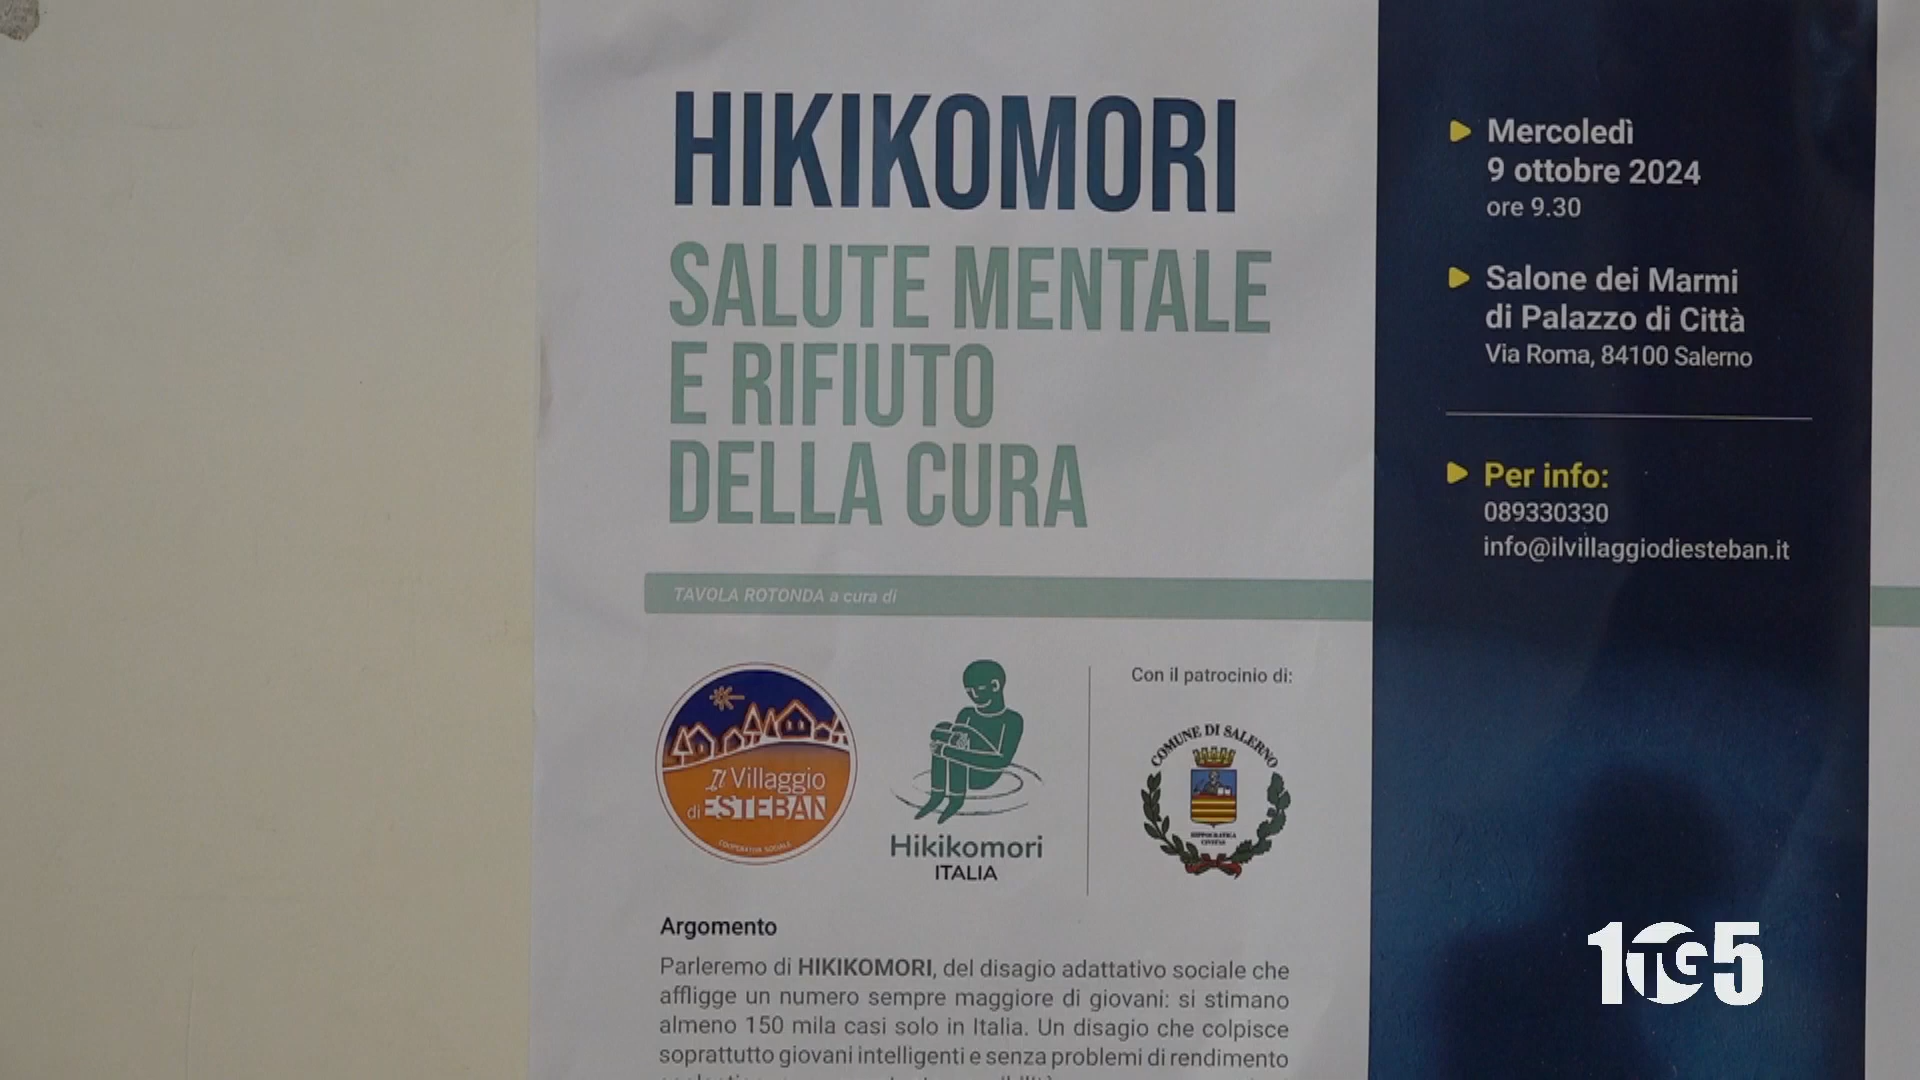 HIKIKOMORI
SALUTE MENTALE
E RIFIUTO
DELLA CURA
TAVOLA ROTONDA a cura di
Il Villaggio
di ESTEBAN
COOPERATIVA SOCIALE
Hikikomori
ITALIA
Con il patrocinio di:
COMUNE DI SALERNO
HIPPOCRATICA
CIVITAS
Argomento
Parleremo di HIKIKOMORI, del disagio adattativo sociale che
affligge un numero sempre maggiore di giovani: si stimano
almeno 150 mila casi solo in Italia. Un disagio che colpisce
soprattutto giovani intelligenti e senza problemi di rendimento
Mercoledì
9 ottobre 2024
ore 9.30
Salone dei Marmi
di Palazzo di Città
Via Roma, 84100 Salerno
Per info:
089330330
info@ilvillaggiodiesteban.it
1TG5